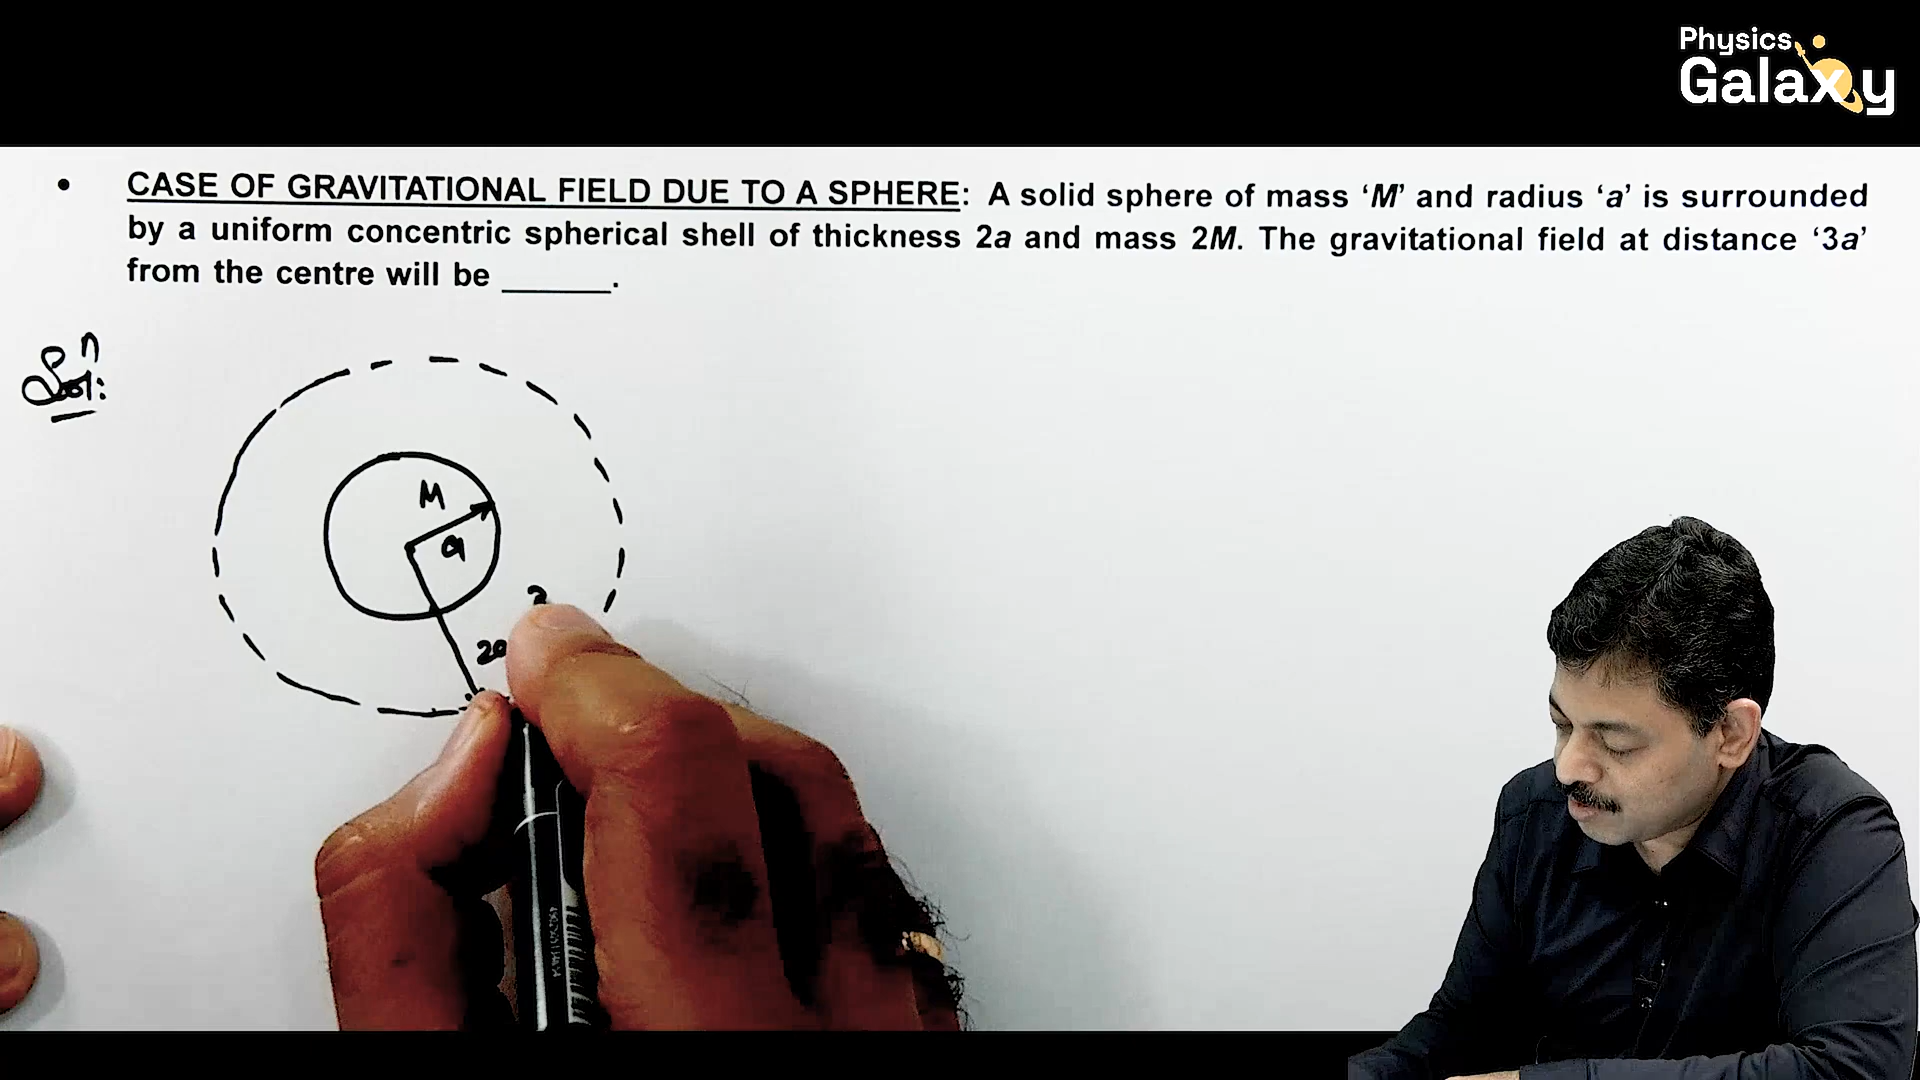 Physics
Galaxy
• CASE OF GRAVITATIONAL FIELD DUE TO A SPHERE: A solid sphere of mass ‘M’ and radius ‘a’ is surrounded
by a uniform concentric spherical shell of thickness 2a and mass 2M. The gravitational field at distance ‘3a’
from the centre will be ______.
Solⁿ:
M
a
2